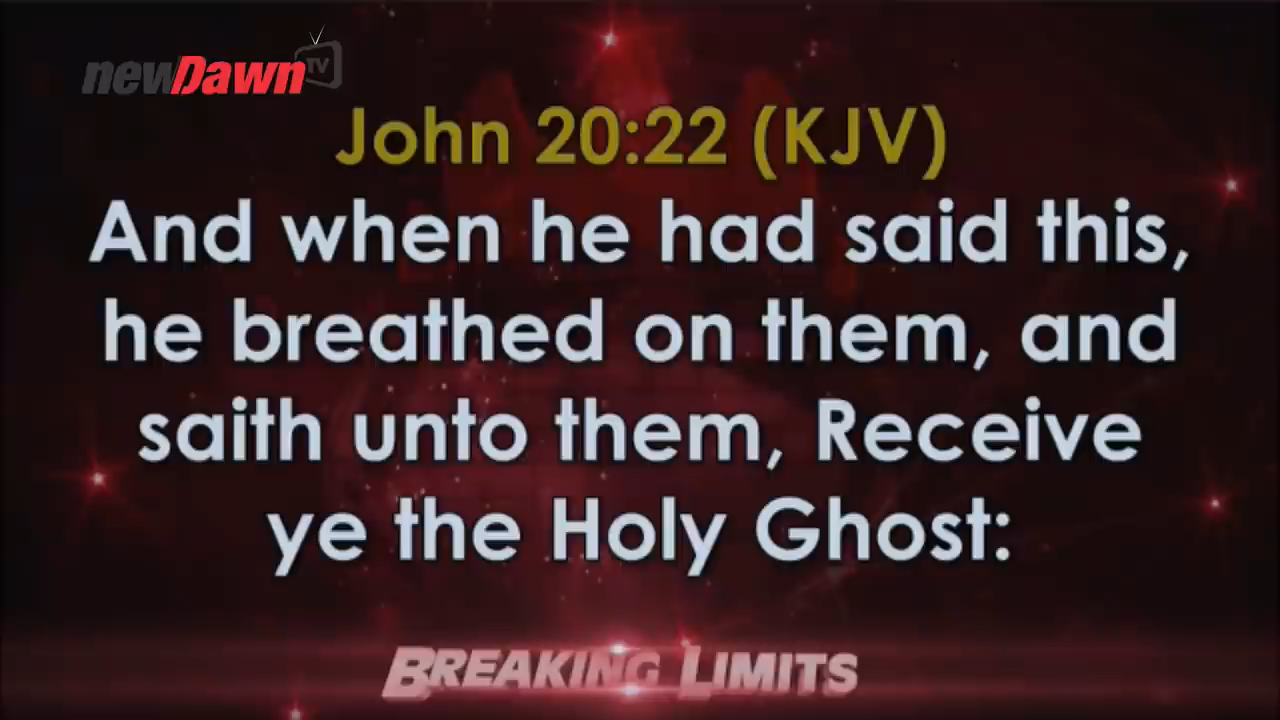 newDawn TV
John 20:22 (KJV)
And when he had said this,
he breathed on them, and
saith unto them, Receive
ye the Holy Ghost:
BREAKING LIMITS